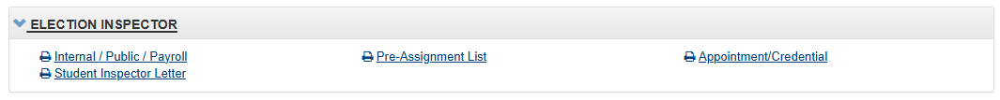 ELECTION INSPECTOR
Internal / Public / Payroll Pre-Assignment List Appointment/Credential
Student Inspector Letter